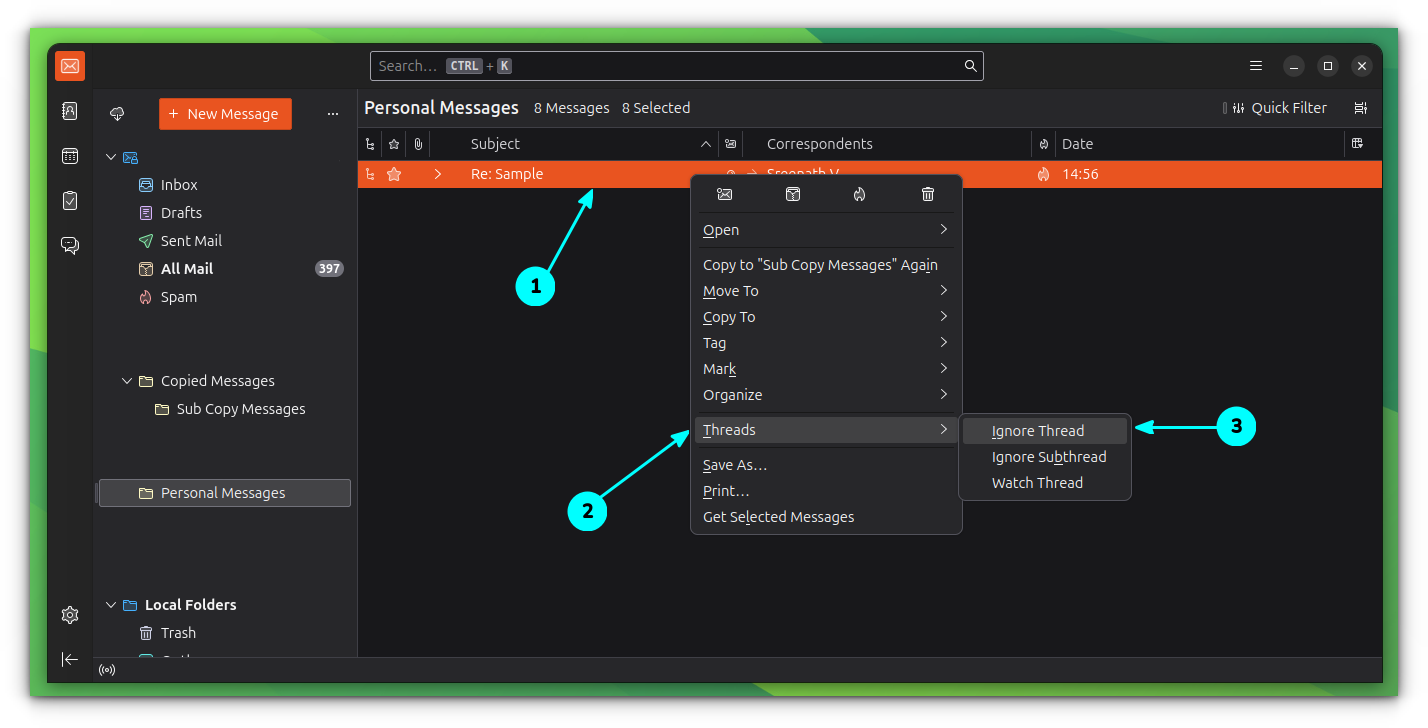 Search… CTRL + K
+ New Message
Personal Messages 8 Messages 8 Selected
Quick Filter
Subject Correspondents Date
Re: Sample Sreepath V 14:56
Inbox
Drafts
Sent Mail
All Mail 397
Spam
Copied Messages
Sub Copy Messages
Personal Messages
Local Folders
Trash
1
Open
Copy to "Sub Copy Messages" Again
Move To
Copy To
Tag
Mark
Organize
2
Threads
Save As…
Print…
Get Selected Messages
3
Ignore Thread
Ignore Subthread
Watch Thread